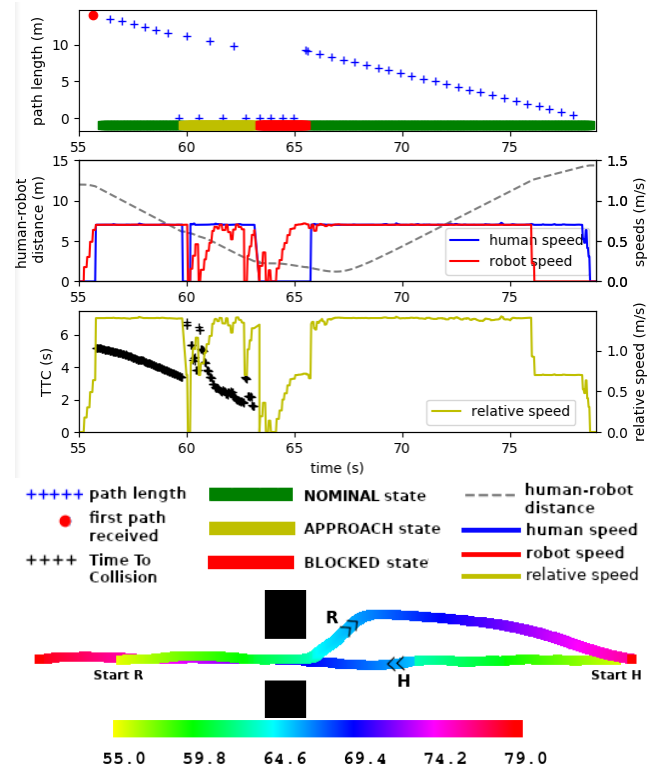 path length (m)
10
5
0
55
60
65
70
75
human-robot
distance (m)
15
10
5
0
1.5
1.0
0.5
0.0
speeds (m/s)
human speed
robot speed
55
60
65
70
75
TTC (s)
6
4
2
0
1.0
0.5
0.0
relative speed (m/s)
relative speed
55
60
65
70
75
time (s)
path length
first path
received
Time To
Collision
NOMINAL state
APPROACH state
BLOCKED state
human-robot
distance
human speed
robot speed
relative speed
R
H
Start R
Start H
55.0 59.8 64.6 69.4 74.2 79.0